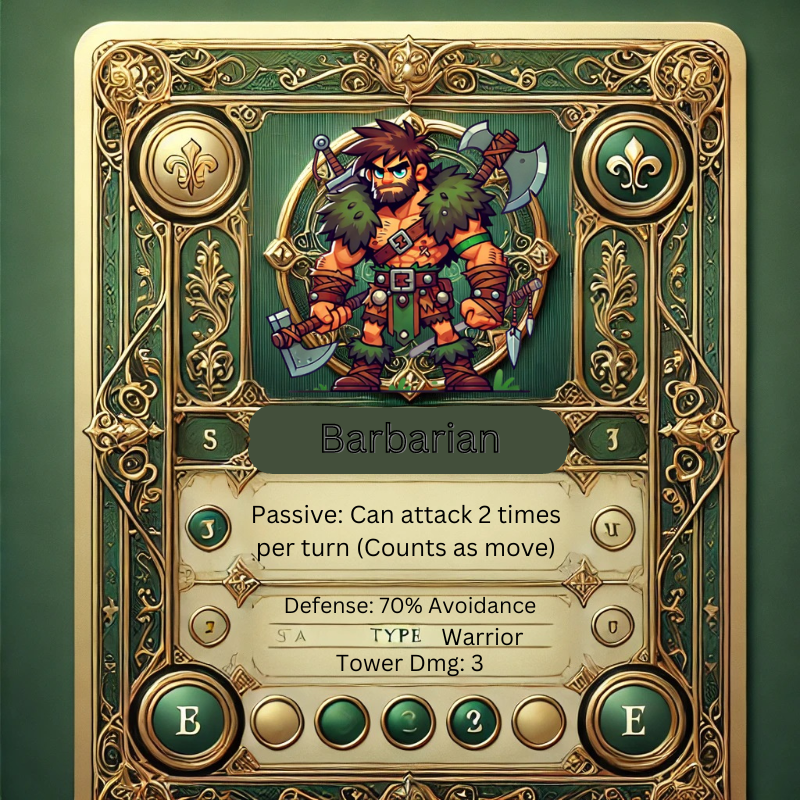 S
Barbarian
Passive: Can attack 2 times
per turn (Counts as move)
Defense: 70% Avoidance
S A TYPE Warrior
Tower Dmg: 3
B
E